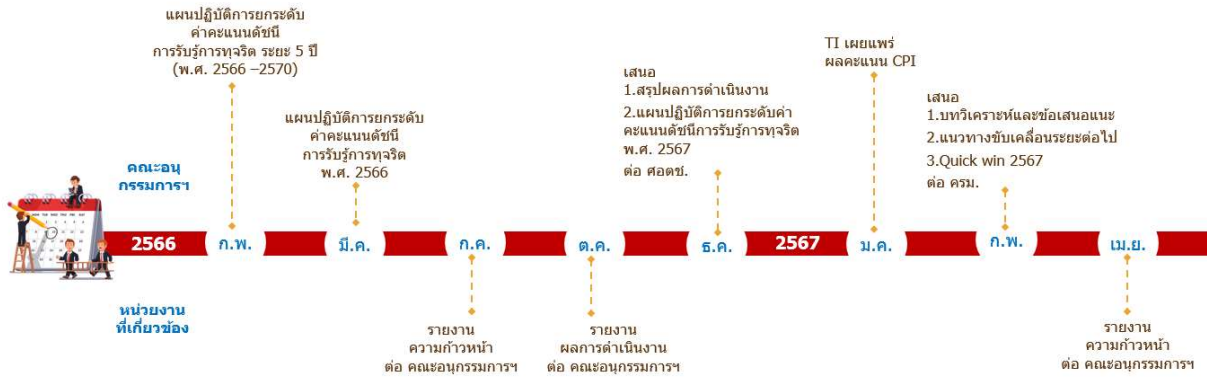 แผนปฏิบัติการยกระดับ
ค่าคะแนนดัชนี
การรับรู้การทุจริต ระยะ 5 ปี
(พ.ศ. 2566 –2570)
แผนปฏิบัติการยกระดับ
ค่าคะแนนดัชนี
การรับรู้การทุจริต
พ.ศ. 2566
เสนอ
1.สรุปผลการดำเนินงาน
2.แผนปฏิบัติการยกระดับค่า
คะแนนดัชนีการรับรู้การทุจริต
พ.ศ. 2567
ต่อ ศอตช.
TI เผยแพร่
ผลคะแนน CPI
เสนอ
1.บทวิเคราะห์และข้อเสนอแนะ
2.แนวทางขับเคลื่อนระยะต่อไป
3.Quick win 2567
ต่อ ครม.
คณะอนุ
กรรมการฯ
2566 ก.พ. มี.ค. ก.ค. ต.ค. ธ.ค. 2567 ม.ค. ก.พ. เม.ย.
หน่วยงาน
ที่เกี่ยวข้อง
รายงาน
ความก้าวหน้า
ต่อ คณะอนุกรรมการฯ
รายงาน
ผลการดำเนินงาน
ต่อ คณะอนุกรรมการฯ
รายงาน
ความก้าวหน้า
ต่อ คณะอนุกรรมการฯ